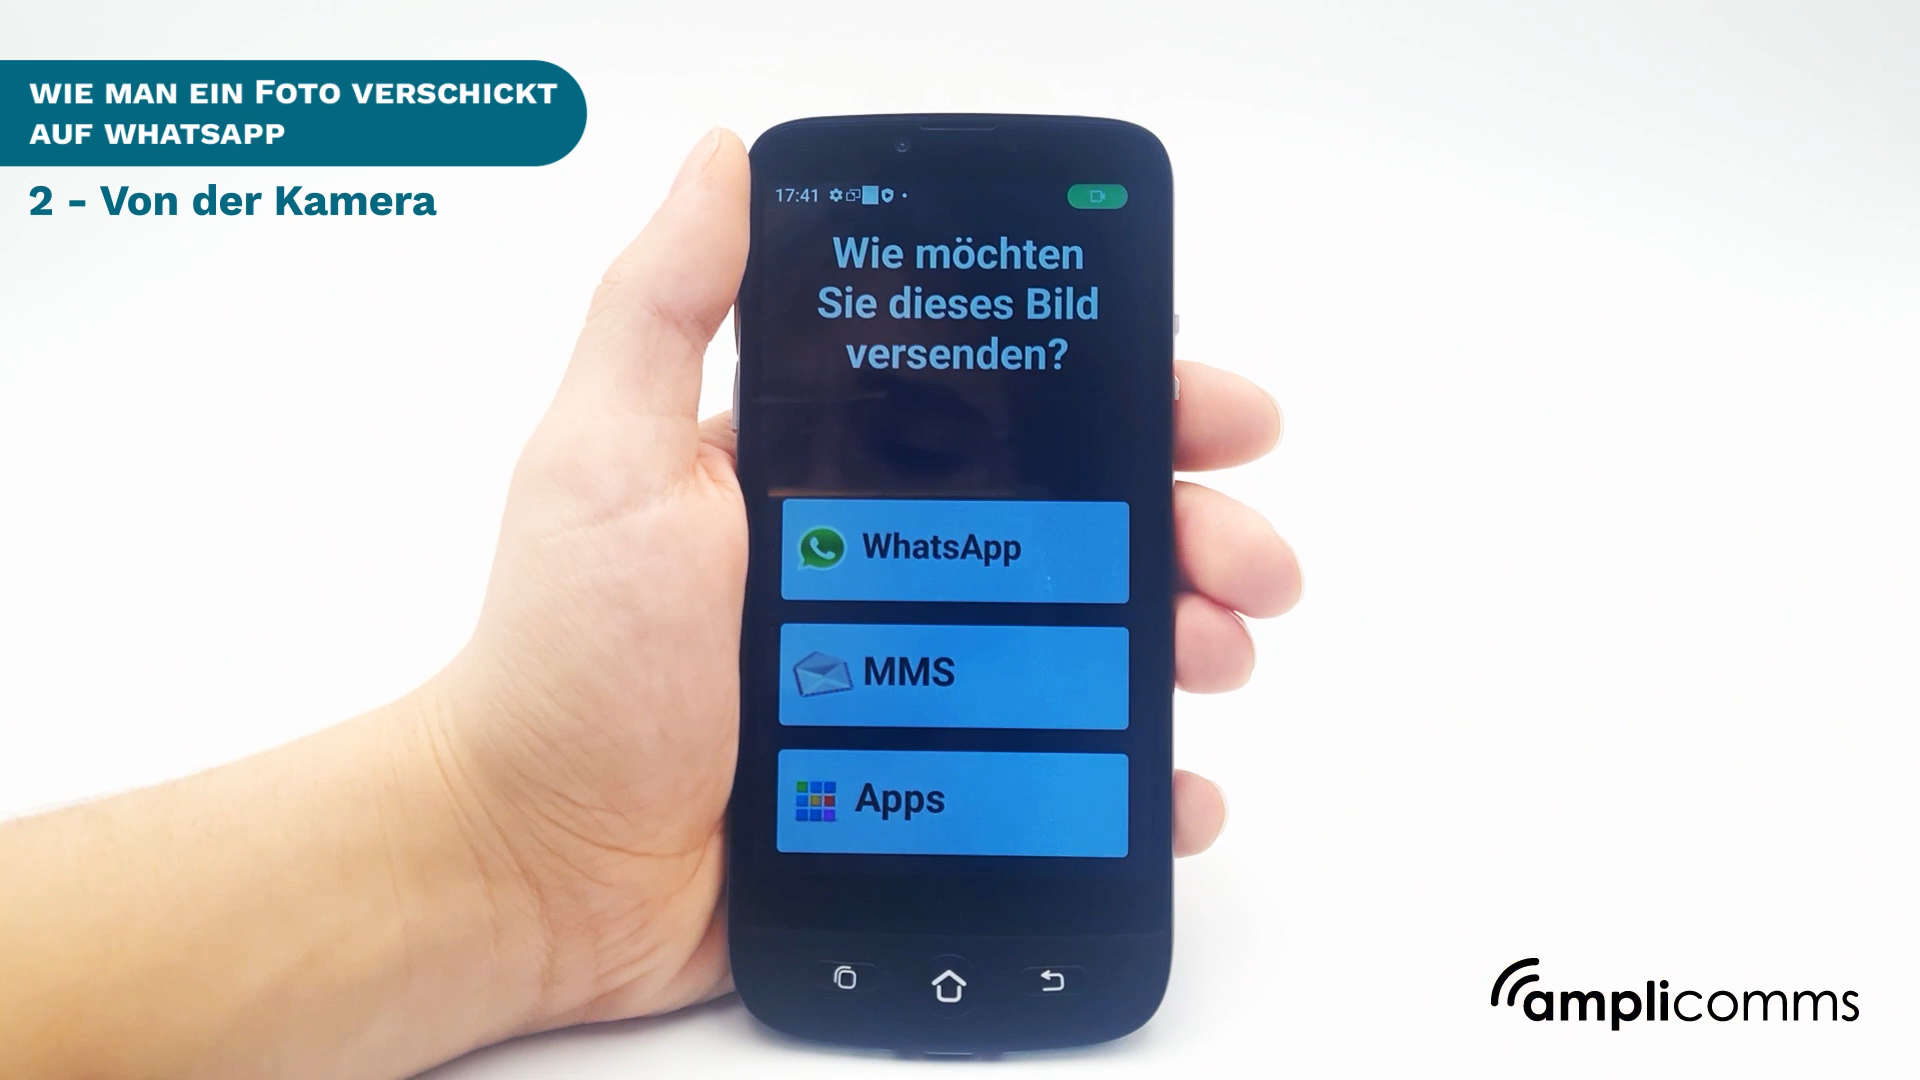 WIE MAN EIN FOTO VERSCHICKT
AUF WHATSAPP
2 - Von der Kamera
17:41
Wie möchten
Sie dieses Bild
versenden?
WhatsApp
MMS
Apps
amplicomms